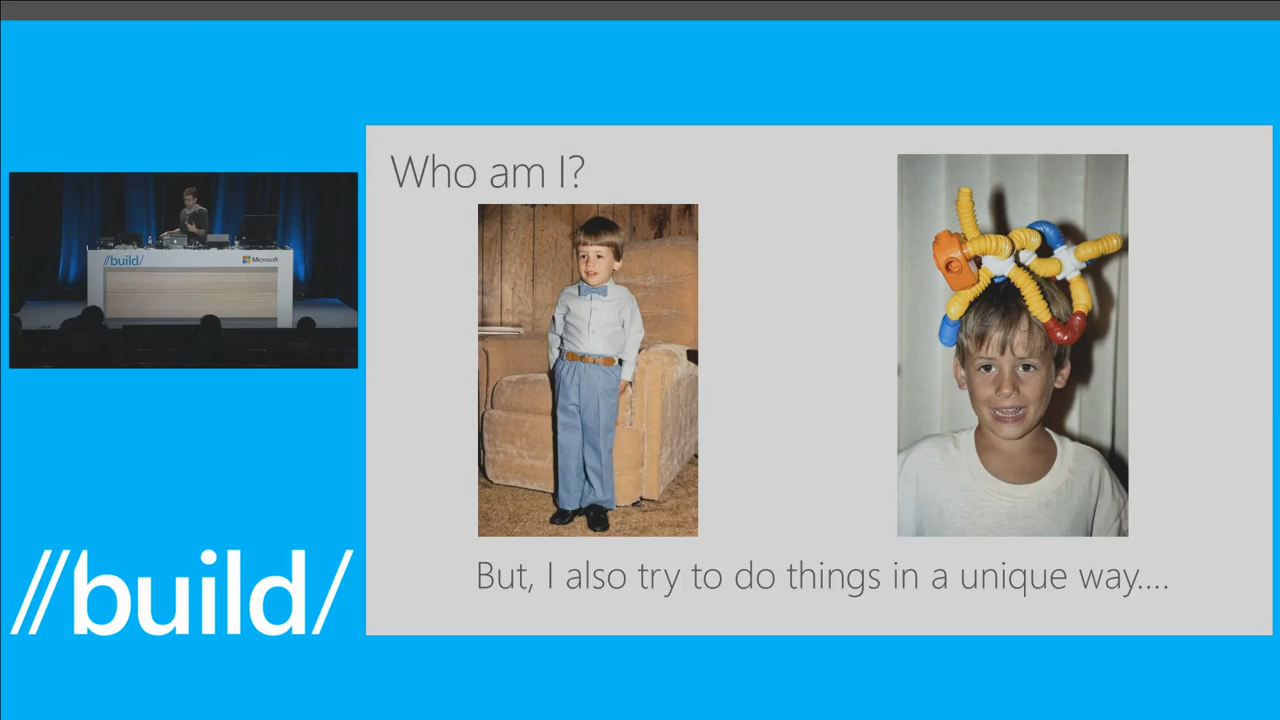 Who am I?
//build/
Microsoft
But, I also try to do things in a unique way....
//build/